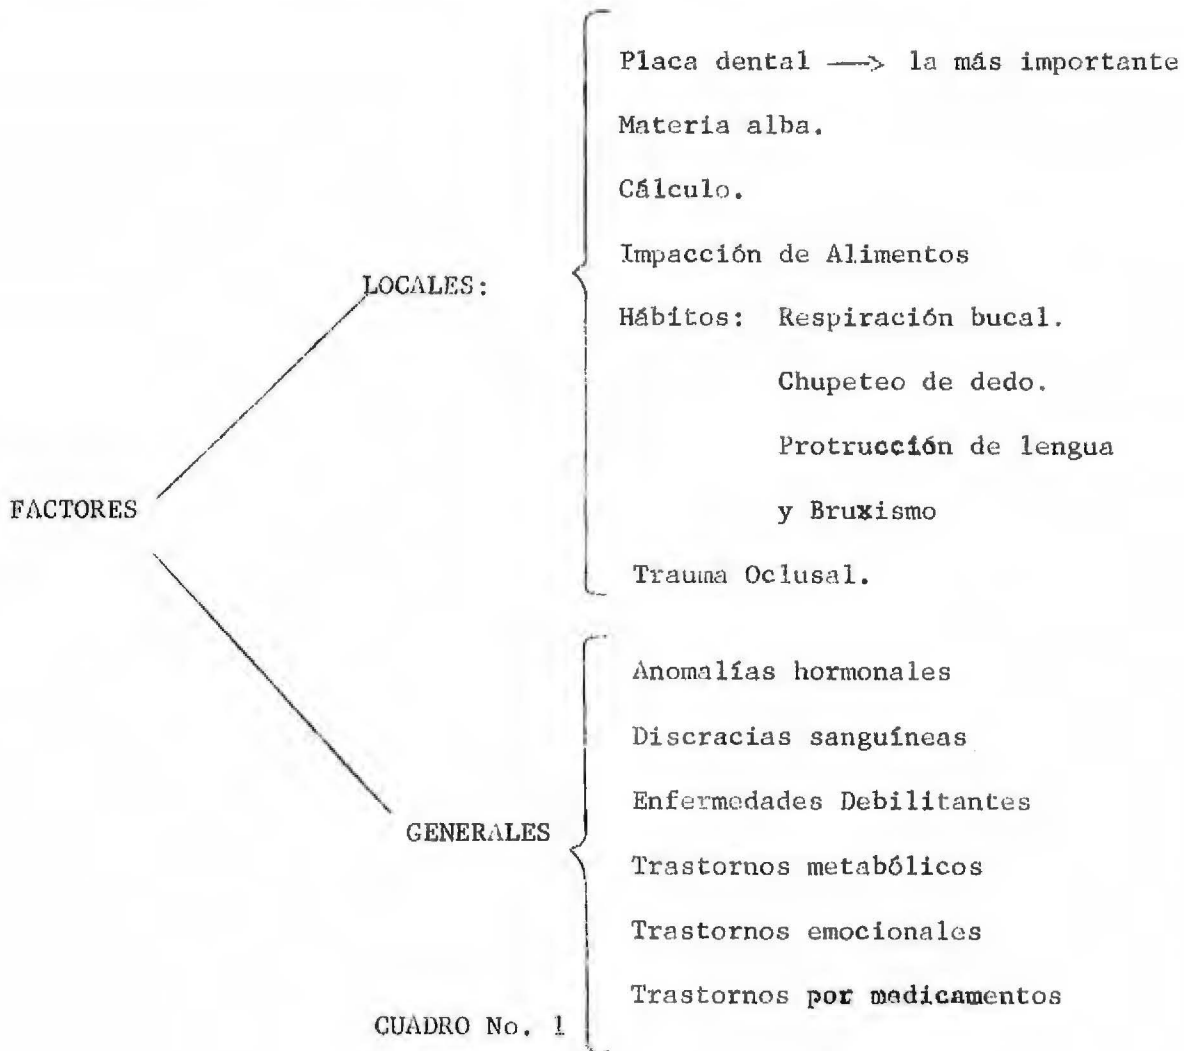 Placa dental —> la más importante
Materia alba.
Cálculo.
Impacción de Alimentos
LOCALES:
Hábitos: Respiración bucal.
Chupeteo de dedo.
Protrucción de lengua
FACTORES
y Bruxismo
Trauma Oclusal.
Anomalías hormonales
Discracias sanguíneas
Enfermedades Debilitantes
GENERALES
Trastornos metabólicos
Trastornos emocionales
Trastornos por medicamentos
CUADRO No. 1